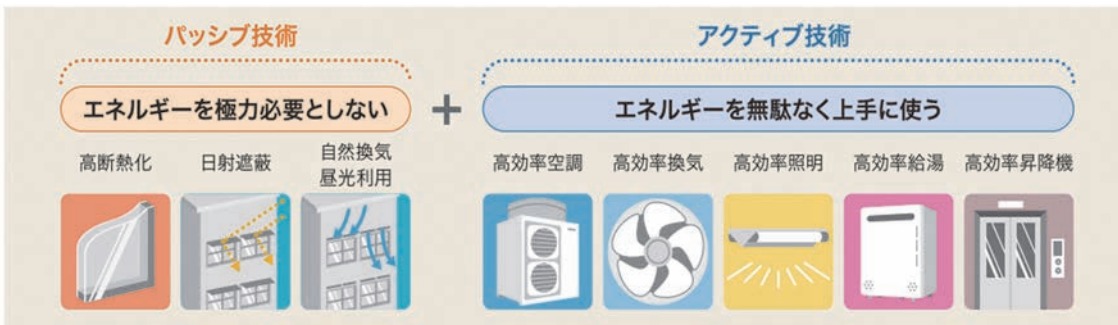 パッシブ技術
アクティブ技術
エネルギーを極力必要としない
+
エネルギーを無駄なく上手に使う
高断熱化
日射遮蔽
自然換気
昼光利用
高効率空調
高効率換気
高効率照明
高効率給湯
高効率昇降機